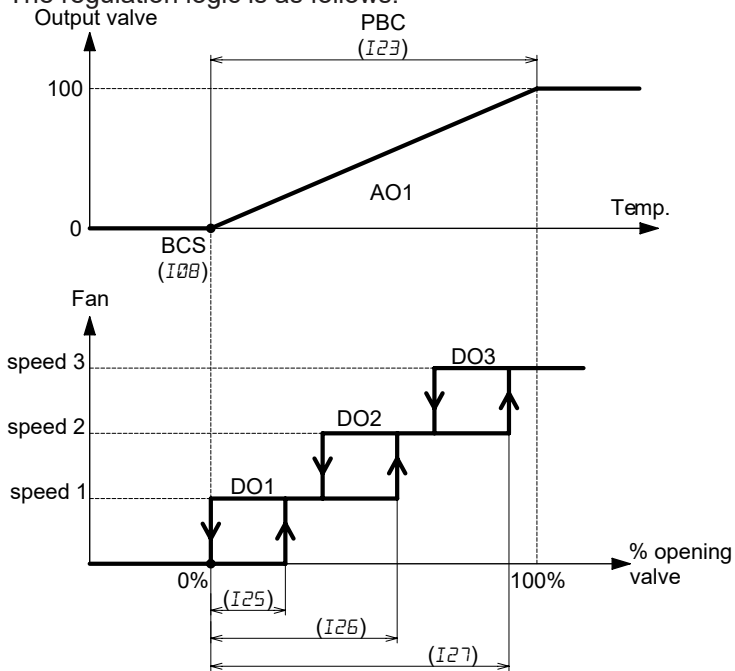 The regulation logic is as follows:
Output valve
PBC
(I23)
100
AO1
Temp.
0
BCS
(I08)
Fan
speed 3
DO3
speed 2
DO2
speed 1
DO1
0%
100%
% opening
valve
(I25)
(I26)
(I27)